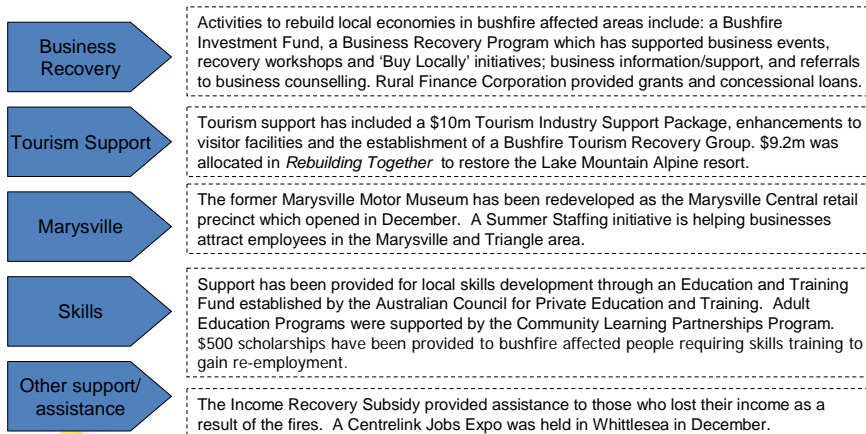 Business
Recovery
Activities to rebuild local economies in bushfire affected areas include: a Bushfire
Investment Fund, a Business Recovery Program which has supported business events,
recovery workshops and ‘Buy Locally’ initiatives; business information/support, and referrals
to business counselling. Rural Finance Corporation provided grants and concessional loans.
Tourism Support
Tourism support has included a $10m Tourism Industry Support Package, enhancements to
visitor facilities and the establishment of a Bushfire Tourism Recovery Group. $9.2m was
allocated in Rebuilding Together to restore the Lake Mountain Alpine resort.
Marysville
The former Marysville Motor Museum has been redeveloped as the Marysville Central retail
precinct which opened in December. A Summer Staffing initiative is helping businesses
attract employees in the Marysville and Triangle area.
Skills
Support has been provided for local skills development through an Education and Training
Fund established by the Australian Council for Private Education and Training. Adult
Education Programs were supported by the Community Learning Partnerships Program.
$500 scholarships have been provided to bushfire affected people requiring skills training to
gain re-employment.
Other support/
assistance
The Income Recovery Subsidy provided assistance to those who lost their income as a
result of the fires. A Centrelink Jobs Expo was held in Whittlesea in December.